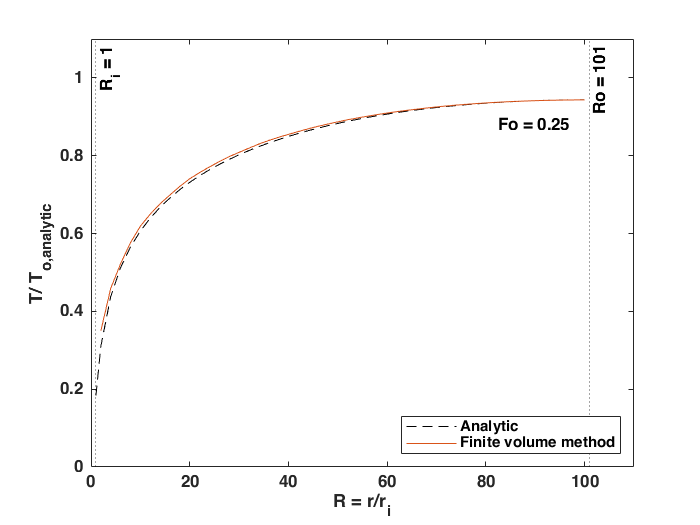 R_i = 1
Ro = 101
1
0.8
0.6
0.4
0.2
0
T/ T_o,analytic
Fo = 0.25
Analytic
Finite volume method
0 20 40 60 80 100
R = r/r_i